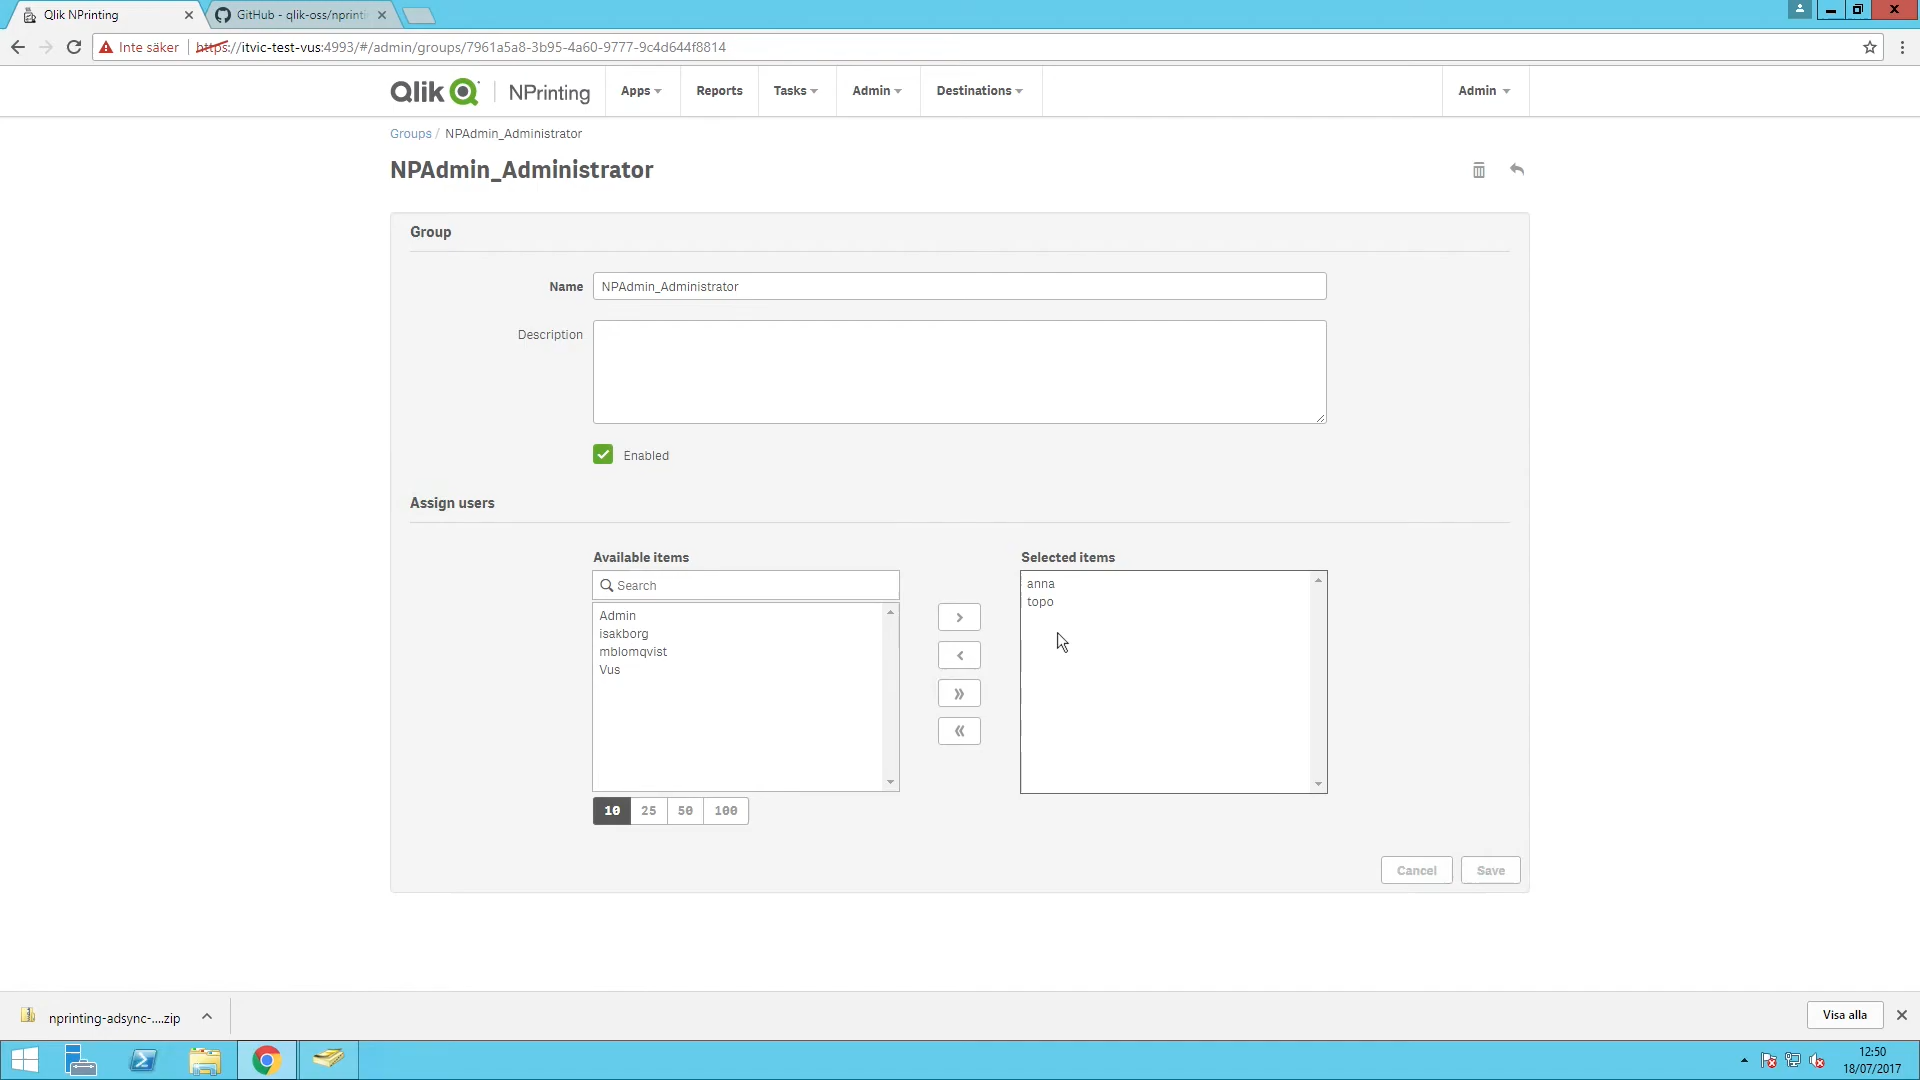 Qlik NPrinting
GitHub - qlik-oss/nprinti
Inte säker
https://itvic-test-vus:4993/#/admin/groups/7961a5a8-3b95-4a60-9777-9c4d644f8814
Qlik NPrinting
Apps
Reports
Tasks
Admin
Destinations
Admin
Groups / NPAdmin_Administrator
NPAdmin_Administrator
Group
Name
NPAdmin_Administrator
Description
Enabled
Assign users
Available items
Search
Admin
isakborg
mblomqvist
Vus
10 25 50 100
Selected items
anna
topo
Cancel
Save
nprinting-adsync-....zip
Visa alla
12:50
18/07/2017